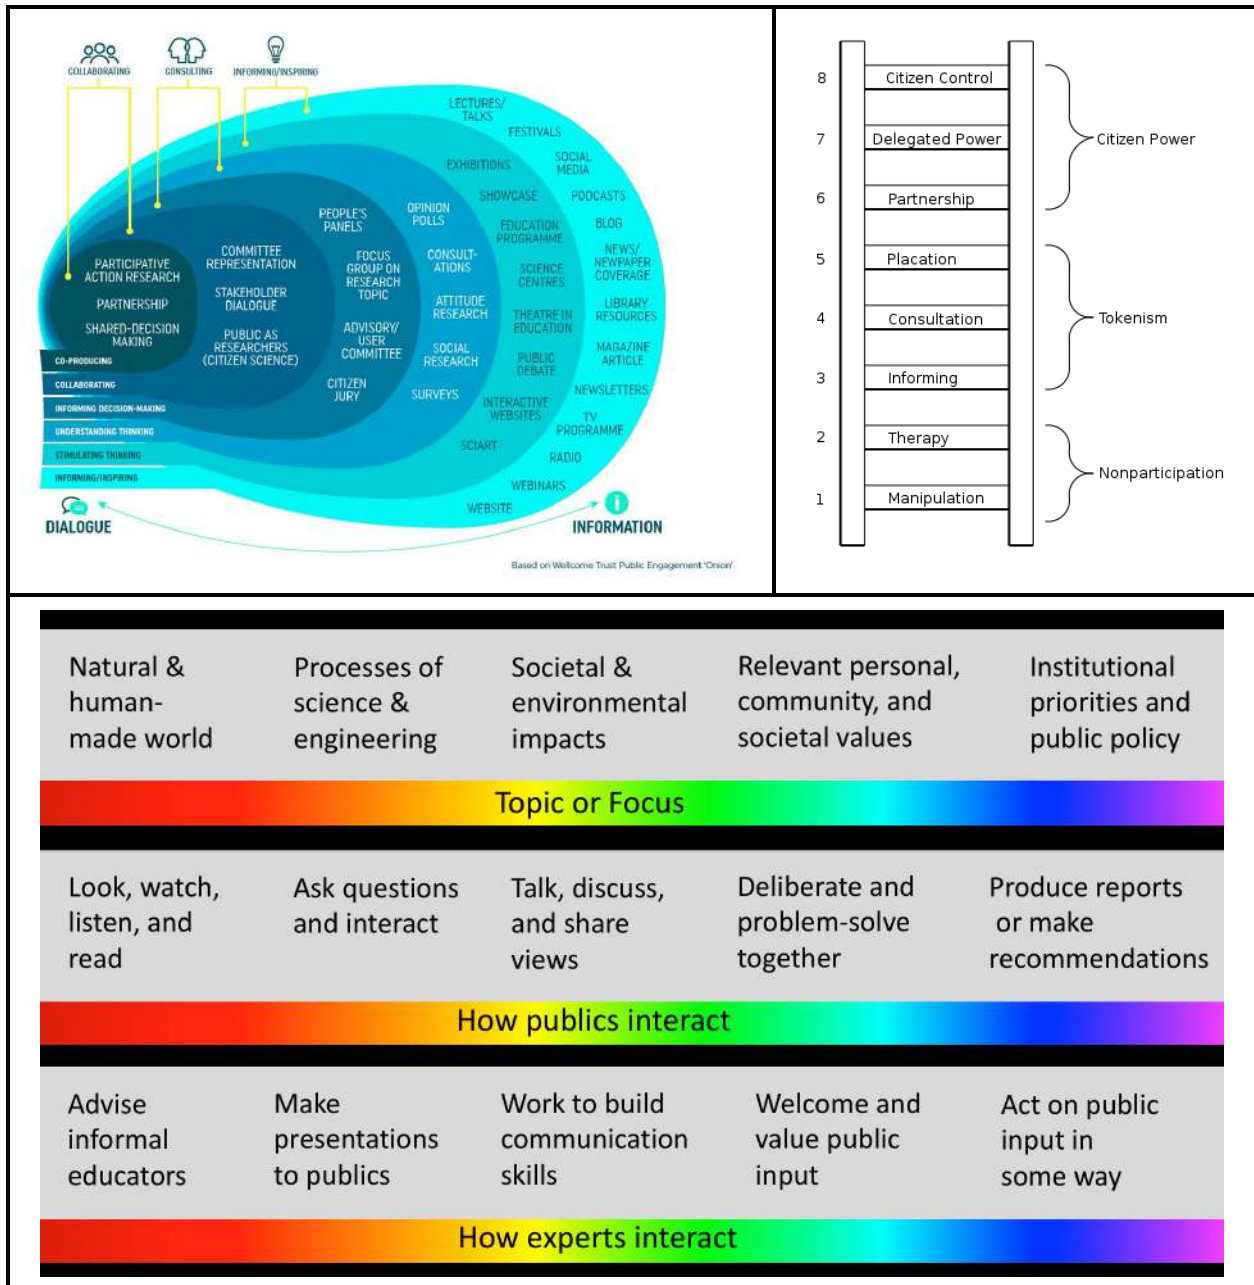 COLLABORATING
CONSULTING
INFORMING/INSPIRING
LECTURES/
TALKS
FESTIVALS
SOCIAL
MEDIA
PODCASTS
BLOG
NEWS/
NEWPAPER
COVERAGE
LIBRARY
RESOURCES
MAGAZINE
ARTICLE
NEWSLETTERS
TV
PROGRAMME
RADIO
WEBINARS
WEBSITE
EXHIBITIONS
SHOWCASE
EDUCATION
PROGRAMME
SCIENCE
CENTRES
THEATRE IN
EDUCATION
PUBLIC
DEBATE
INTERACTIVE
WEBSITES
SCIART
OPINION
POLLS
CONSULT-
ATIONS
ATTITUDE
RESEARCH
SOCIAL
RESEARCH
SURVEYS
PEOPLE'S
PANELS
FOCUS
GROUP ON
RESEARCH
TOPIC
ADVISORY/
USER
COMMITTEE
CITIZEN
JURY
COMMITTEE
REPRESENTATION
STAKEHOLDER
DIALOGUE
PUBLIC AS
RESEARCHERS
(CITIZEN SCIENCE)
PARTICIPATIVE
ACTION RESEARCH
PARTNERSHIP
SHARED-DECISION
MAKING
CO-PRODUCING
COLLABORATING
INFORMING DECISION-MAKING
UNDERSTANDING THINKING
STIMULATING THINKING
INFORMING/INSPIRING
DIALOGUE
INFORMATION
Based on Wellcome Trust Public Engagement 'Onion'
8 Citizen Control
7 Delegated Power
6 Partnership
Citizen Power
5 Placation
4 Consultation
3 Informing
Tokenism
2 Therapy
1 Manipulation
Nonparticipation
Natural &
human-
made world
Processes of
science &
engineering
Societal &
environmental
impacts
Relevant personal,
community, and
societal values
Institutional
priorities and
public policy
Topic or Focus
Look, watch,
listen, and
read
Ask questions
and interact
Talk, discuss,
and share
views
Deliberate and
problem-solve
together
Produce reports
or make
recommendations
How publics interact
Advise
informal
educators
Make
presentations
to publics
Work to build
communication
skills
Welcome and
value public
input
Act on public
input in
some way
How experts interact